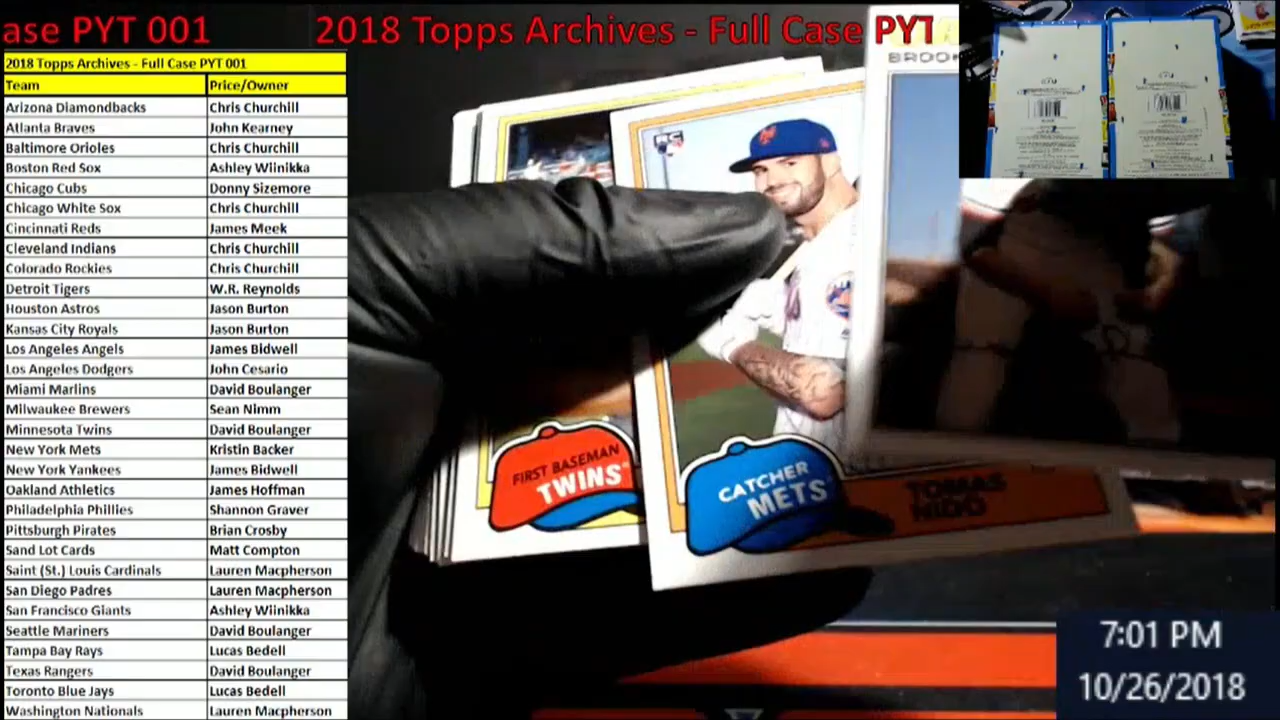 ase PYT 001
2018 Topps Archives - Full Case PYT
2018 Topps Archives - Full Case PYT 001
Team Price/Owner
Arizona Diamondbacks Chris Churchill
Atlanta Braves John Kearney
Baltimore Orioles Chris Churchill
Boston Red Sox Ashley Wiinikka
Chicago Cubs Donny Sizemore
Chicago White Sox Chris Churchill
Cincinnati Reds James Meek
Cleveland Indians Chris Churchill
Colorado Rockies Chris Churchill
Detroit Tigers W.R. Reynolds
Houston Astros Jason Burton
Kansas City Royals Jason Burton
Los Angeles Angels James Bidwell
Los Angeles Dodgers John Cesario
Miami Marlins David Boulanger
Milwaukee Brewers Sean Nimm
Minnesota Twins David Boulanger
New York Mets Kristin Backer
New York Yankees James Bidwell
Oakland Athletics James Hoffman
Philadelphia Phillies Shannon Graver
Pittsburgh Pirates Brian Crosby
Sand Lot Cards Matt Compton
Saint (St.) Louis Cardinals Lauren Macpherson
San Diego Padres Lauren Macpherson
San Francisco Giants Ashley Wiinikka
Seattle Mariners David Boulanger
Tampa Bay Rays Lucas Bedell
Texas Rangers David Boulanger
Toronto Blue Jays Lucas Bedell
Washington Nationals Lauren Macpherson
BROOK
RC
FIRST BASEMAN
TWINS
CATCHER
METS
TOMAS
NIDO
7:01 PM
10/26/2018